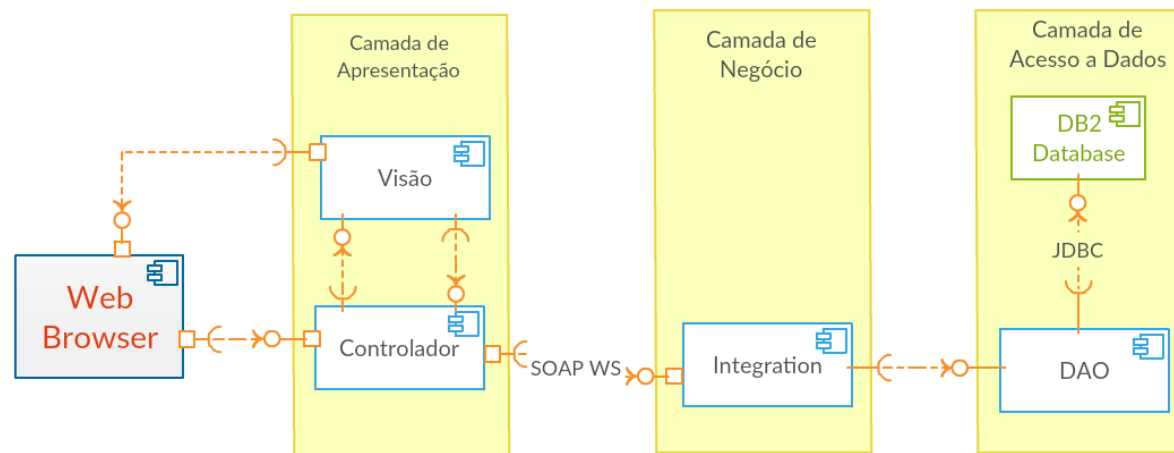 Camada de
Apresentação
Camada de
Negócio
Camada de
Acesso a Dados
DB2
Database
Visão
JDBC
Web
Browser
Controlador
SOAP WS
Integration
DAO